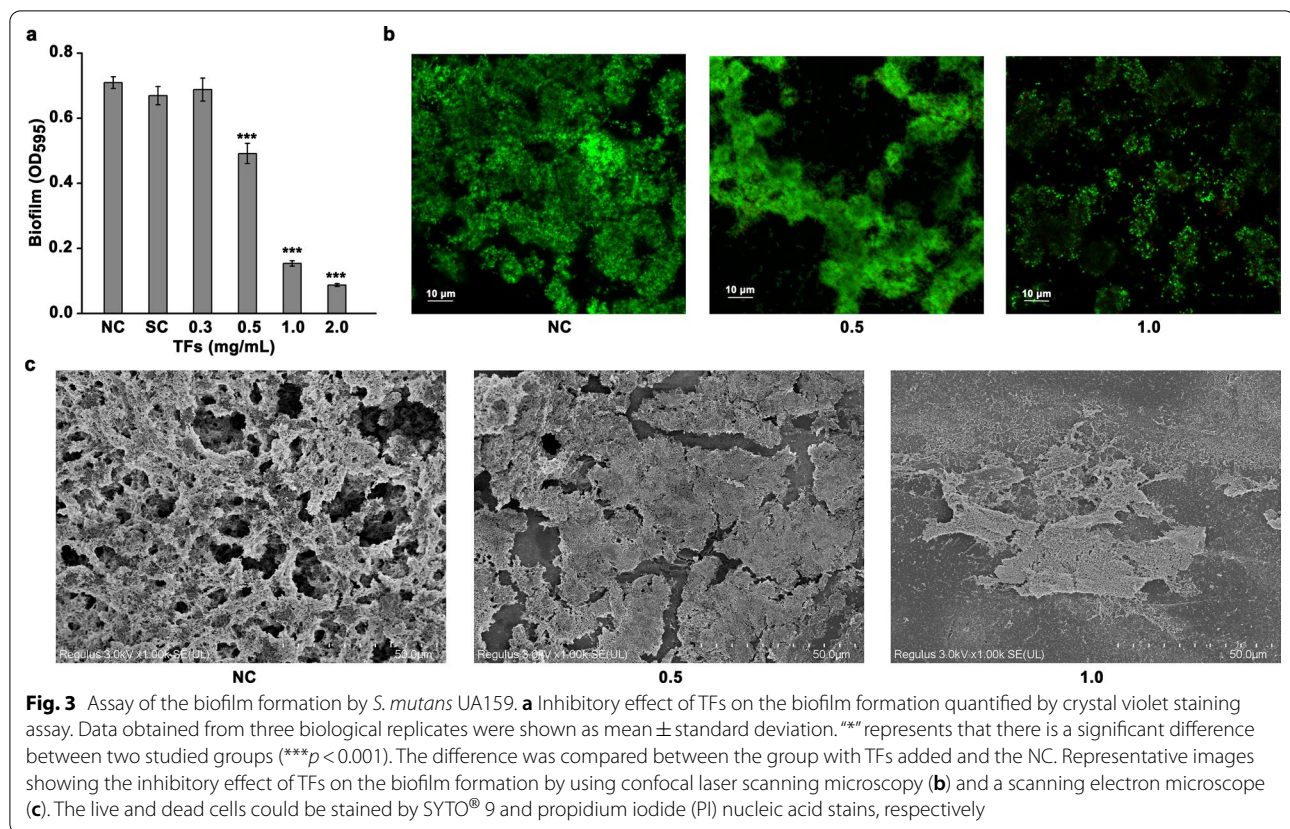 a
0.8
0.6
0.4
0.2
0.0
Biofilm (OD595)
***
***
***
NC SC 0.3 0.5 1.0 2.0
TFs (mg/mL)
b
10 µm
10 µm
10 µm
NC
0.5
1.0
c
Regulus 3.0kV x1.00k SE(UL) 50.0µm
Regulus 3.0kV x1.00k SE(UL) 50.0µm
Regulus 3.0kV x1.00k SE(UL) 50.0µm
NC
0.5
1.0
Fig. 3 Assay of the biofilm formation by S. mutans UA159. a Inhibitory effect of TFs on the biofilm formation quantified by crystal violet staining
assay. Data obtained from three biological replicates were shown as mean ± standard deviation. “*” represents that there is a significant difference
between two studied groups (***p < 0.001). The difference was compared between the group with TFs added and the NC. Representative images
showing the inhibitory effect of TFs on the biofilm formation by using confocal laser scanning microscopy (b) and a scanning electron microscope
(c). The live and dead cells could be stained by SYTO® 9 and propidium iodide (PI) nucleic acid stains, respectively